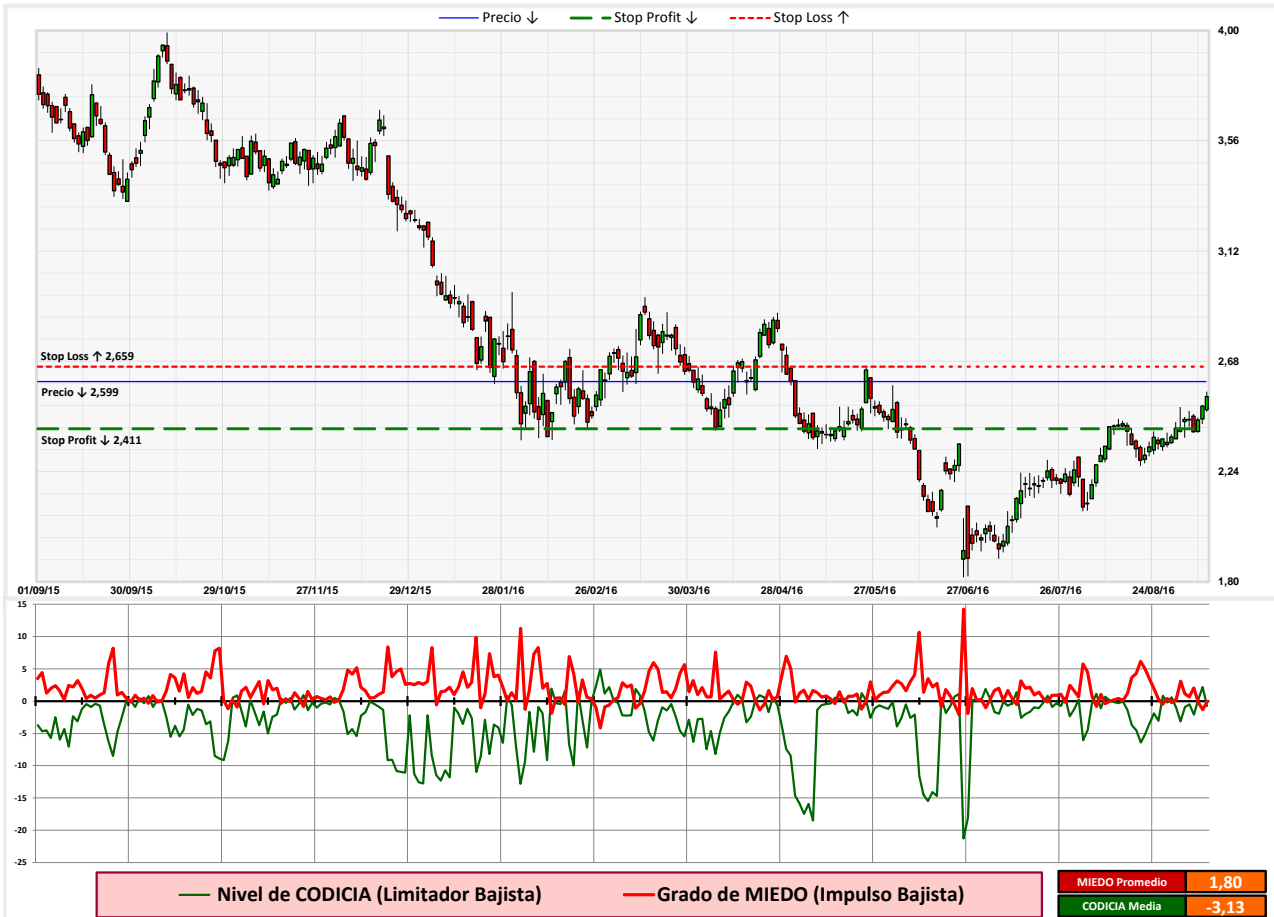 Precio ↓ Stop Profit ↓ Stop Loss ↑
4,00
3,56
3,12
2,68
2,24
1,80
Stop Loss ↑ 2,659
Precio ↓ 2,599
Stop Profit ↓ 2,411
01/09/15 30/09/15 29/10/15 27/11/15 29/12/15 28/01/16 26/02/16 30/03/16 28/04/16 27/05/16 27/06/16 26/07/16 24/08/16
15
10
5
0
-5
-10
-15
-20
-25
Nivel de CODICIA (Limitador Bajista) Grado de MIEDO (Impulso Bajista)
MIEDO Promedio 1,80
CODICIA Media -3,13